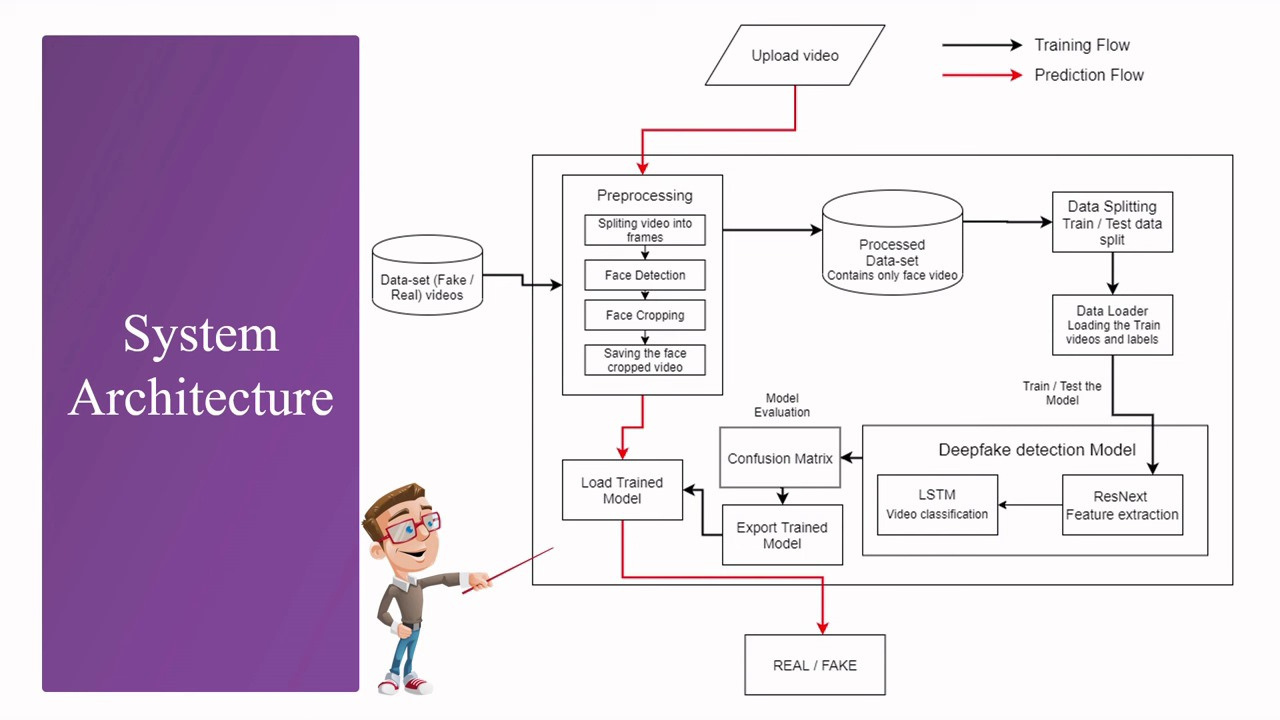 System
Architecture
Upload video
Training Flow
Prediction Flow
Data-set (Fake /
Real) videos
Preprocessing
Spliting video into
frames
Face Detection
Face Cropping
Saving the face
cropped video
Processed
Data-set
Contains only face video
Data Splitting
Train / Test data
split
Data Loader
Loading the Train
videos and labels
Train / Test the
Model
Deepfake detection Model
ResNext
Feature extraction
LSTM
Video classification
Model
Evaluation
Confusion Matrix
Export Trained
Model
Load Trained
Model
REAL / FAKE